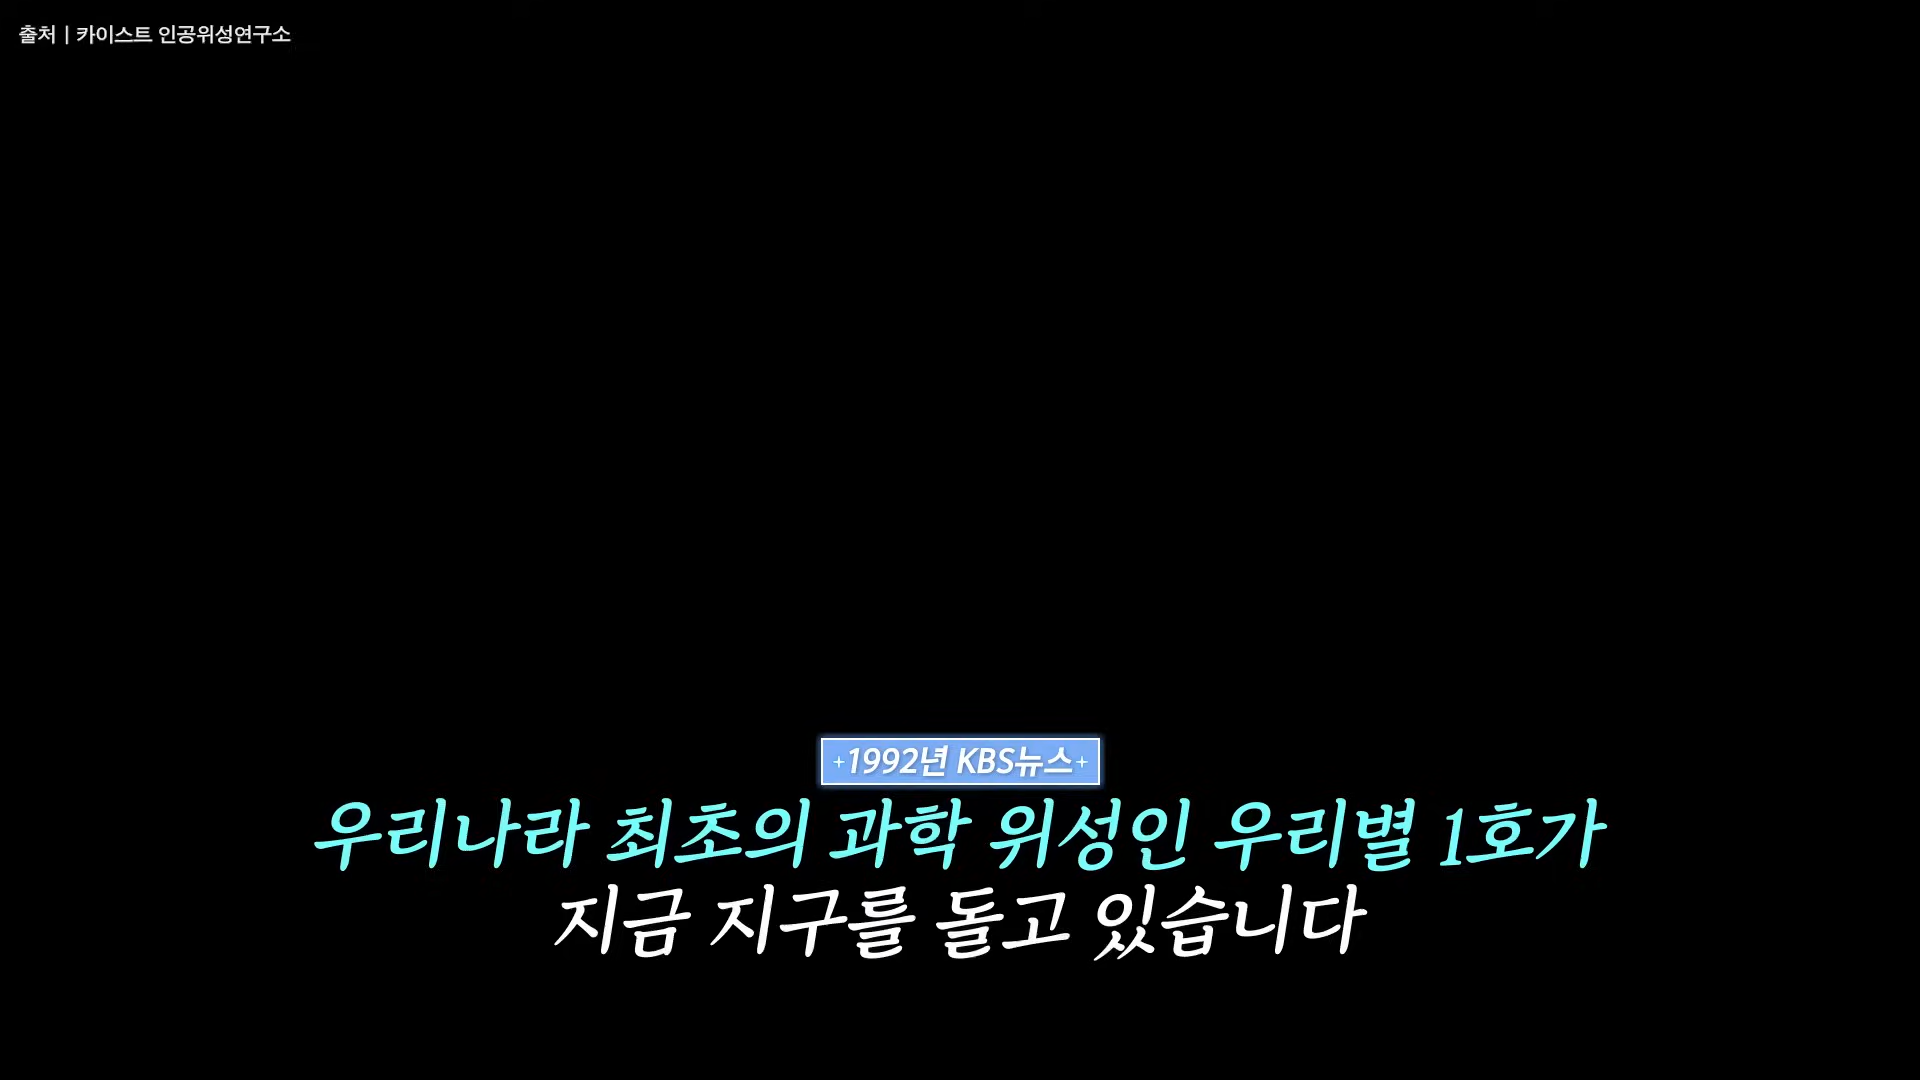 출처 | 카이스트 인공위성연구소
+1992년 KBS뉴스+
우리나라 최초의 과학 위성인 우리별 1호가
지금 지구를 돌고 있습니다